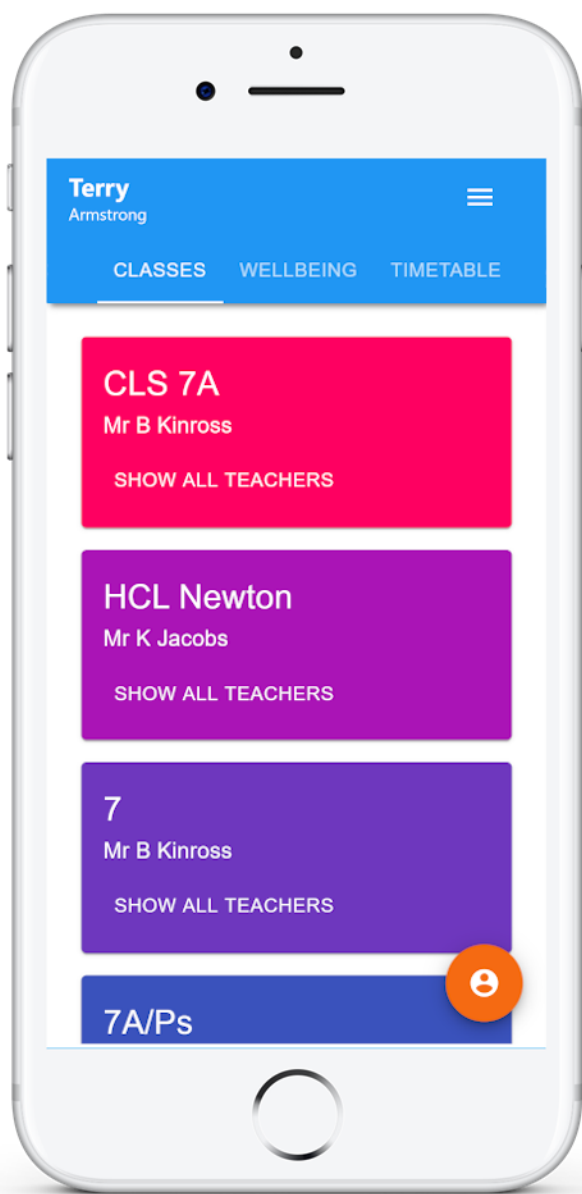 Terry
Armstrong
CLASSES WELLBEING TIMETABLE
CLS 7A
Mr B Kinross
SHOW ALL TEACHERS
HCL Newton
Mr K Jacobs
SHOW ALL TEACHERS
7
Mr B Kinross
SHOW ALL TEACHERS
7A/Ps